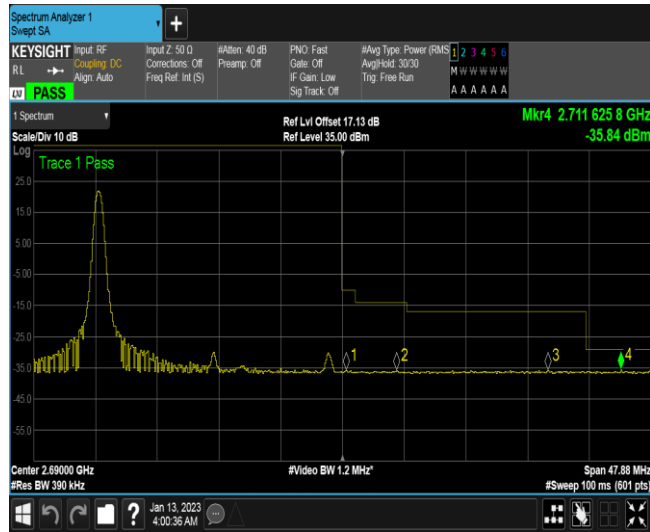 Spectrum Analyzer 1
Swept SA
KEYSIGHT
Input: RF
Coupling: DC
Align: Auto
Input Z: 50 Ω
Corrections: Off
Freq Ref: Int (S)
#Atten: 40 dB
Preamp: Off
PNO: Fast
Gate: Off
IF Gain: Low
Sig Track: Off
#Avg Type: Power (RMS
Avg|Hold: 30/30
Trig: Free Run
1 2 3 4 5 6
M W W W W W
A A A A A A
R L
LXI
PASS
1 Spectrum
Scale/Div 10 dB
Ref Lvl Offset 17.13 dB
Ref Level 35.00 dBm
Mkr4 2.711 625 8 GHz
-35.84 dBm
Log
Trace 1 Pass
25.0
15.0
5.00
-5.00
-15.0
-25.0
-35.0
-45.0
-55.0
1
2
3
4
Center 2.69000 GHz
#Res BW 390 kHz
#Video BW 1.2 MHz*
Span 47.88 MHz
#Sweep 100 ms (601 pts)
Jan 13, 2023
4:00:36 AM